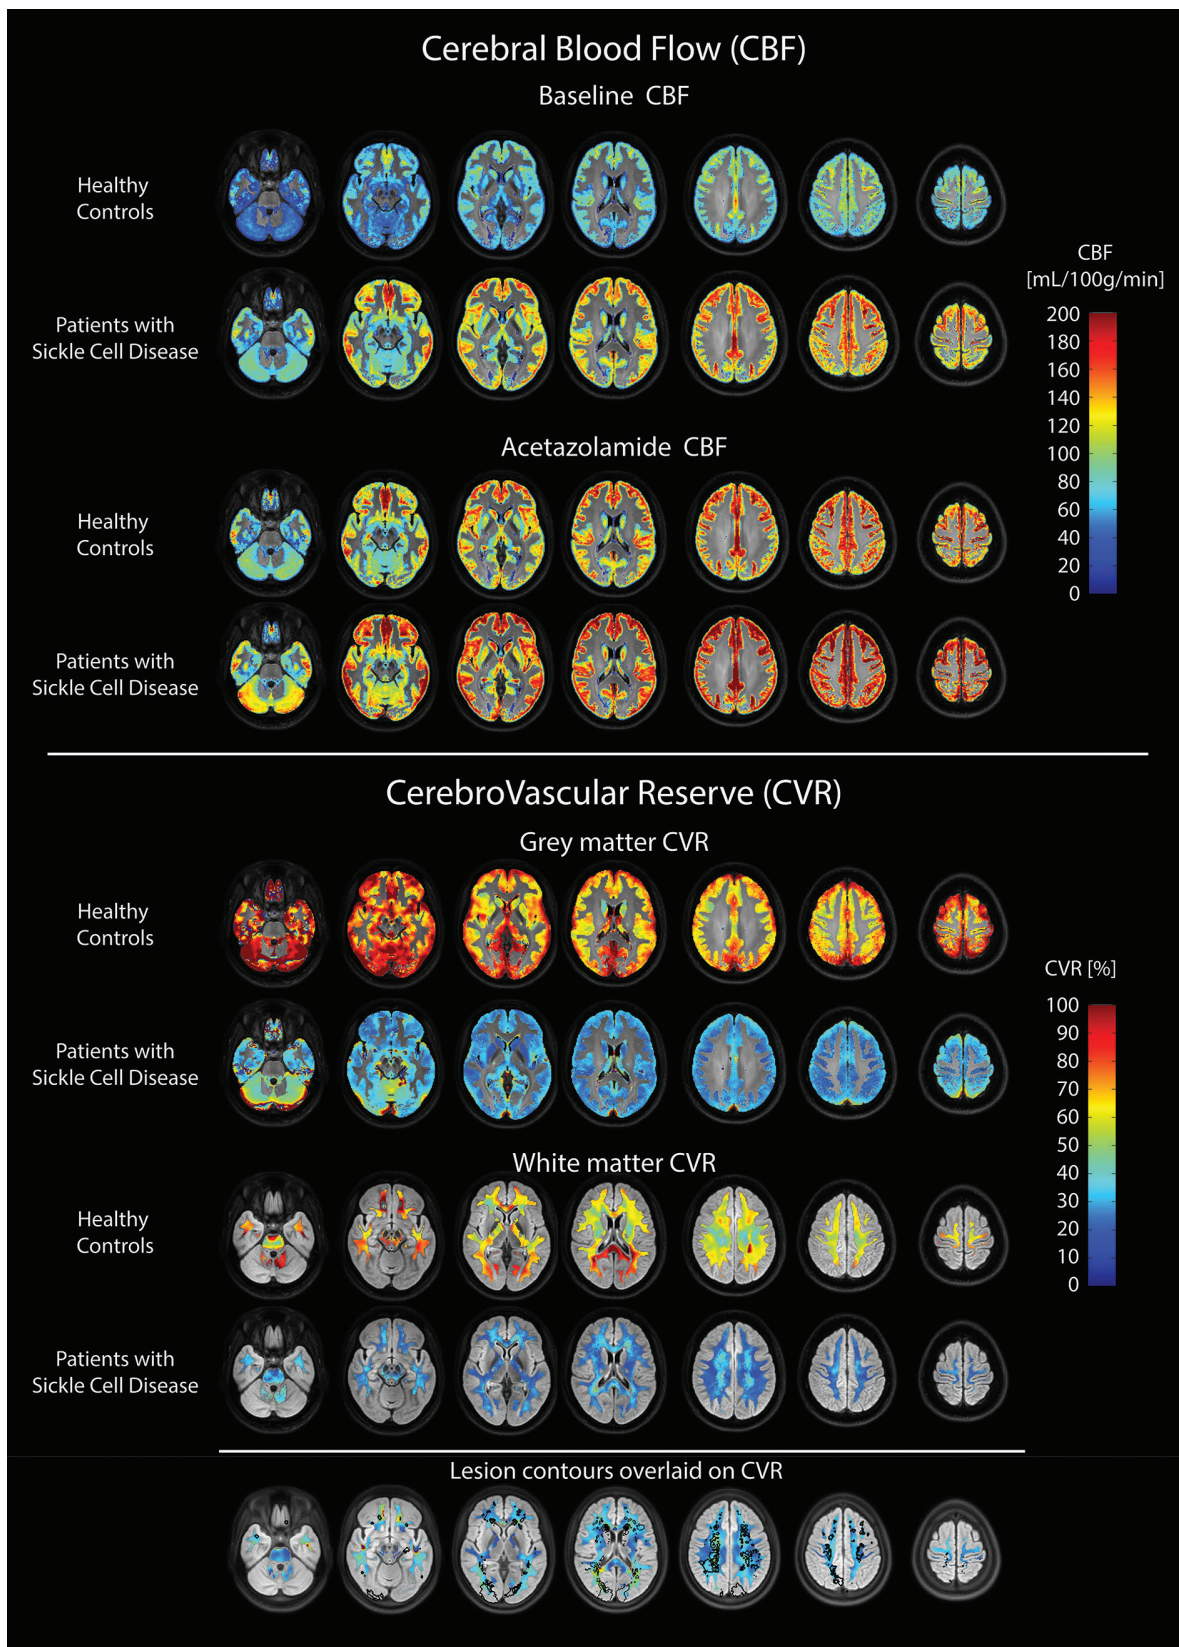 Cerebral Blood Flow (CBF)
Baseline CBF
Healthy
Controls
Patients with
Sickle Cell Disease
CBF
[mL/100g/min]
200
180
160
140
120
100
80
60
40
20
0
Acetazolamide CBF
Healthy
Controls
Patients with
Sickle Cell Disease
CerebroVascular Reserve (CVR)
Grey matter CVR
Healthy
Controls
Patients with
Sickle Cell Disease
CVR [%]
100
90
80
70
60
50
40
30
20
10
0
White matter CVR
Healthy
Controls
Patients with
Sickle Cell Disease
Lesion contours overlaid on CVR